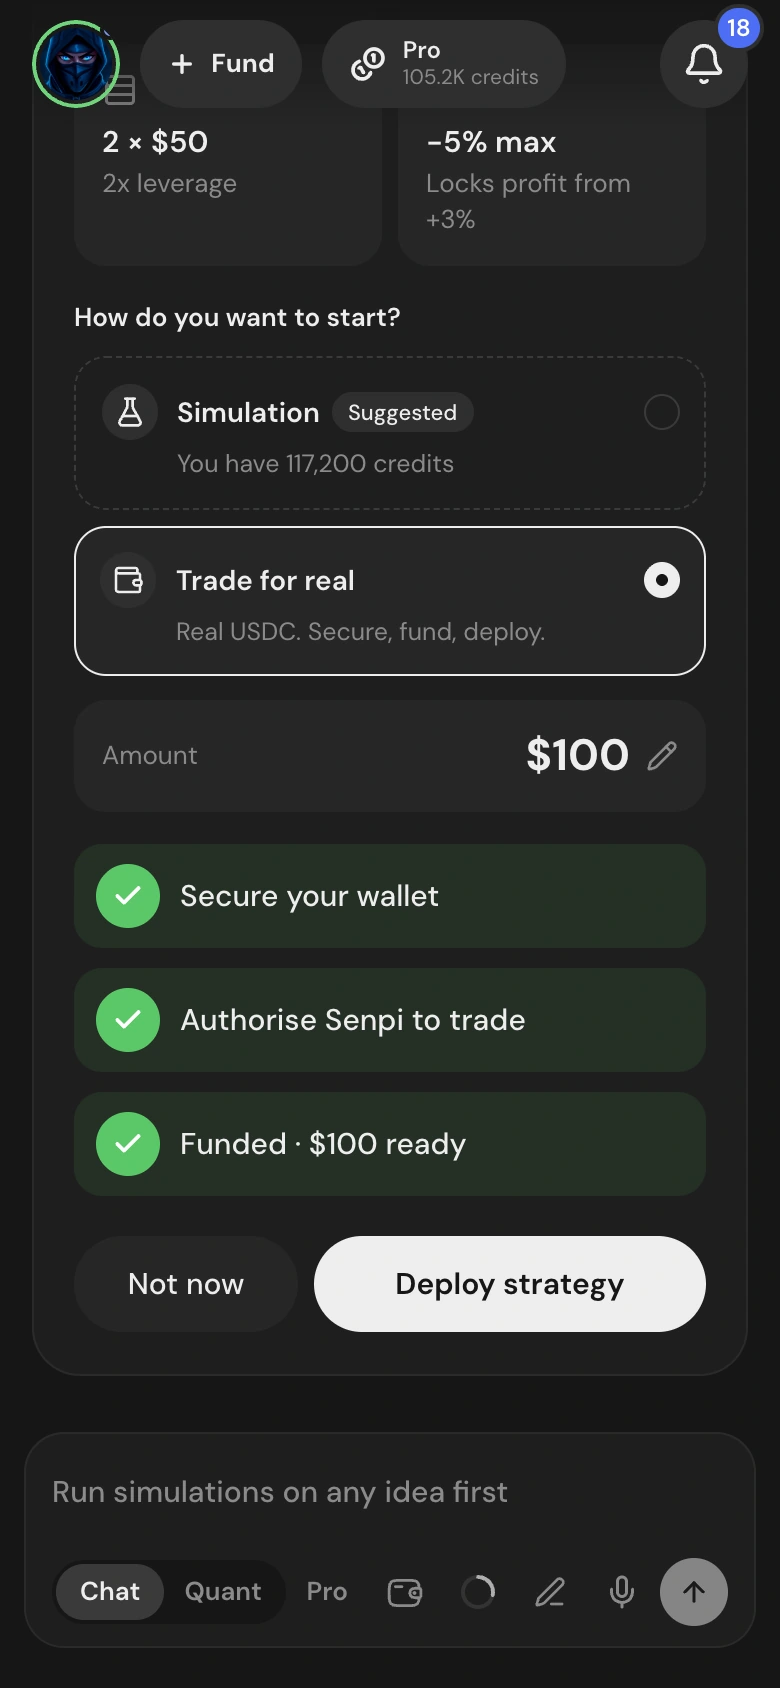 18
Fund
Pro
105.2K credits
2 × $50
2x leverage
-5% max
Locks profit from
+3%
How do you want to start?
Simulation
Suggested
You have 117,200 credits
Trade for real
Real USDC. Secure, fund, deploy.
Amount
$100
Secure your wallet
Authorise Senpi to trade
Funded · $100 ready
Not now
Deploy strategy
Run simulations on any idea first
Chat
Quant
Pro